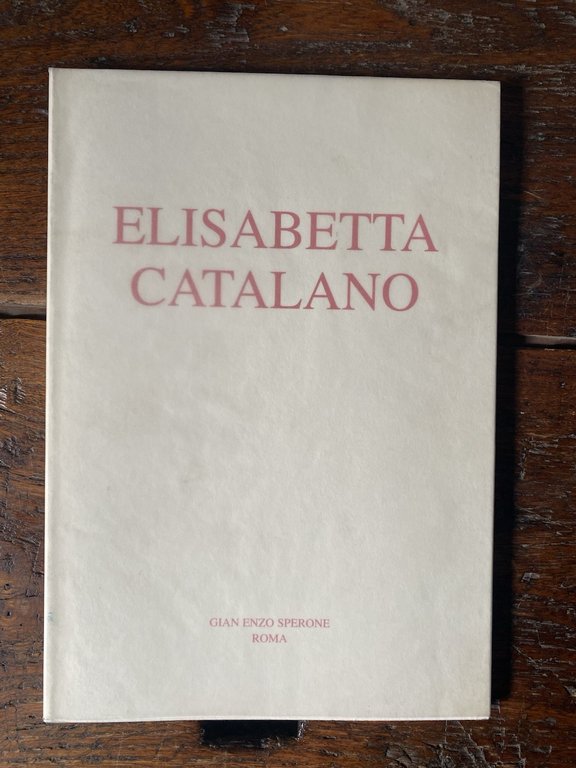 ELISABETTA
CATALANO
GIAN ENZO SPERONE
ROMA